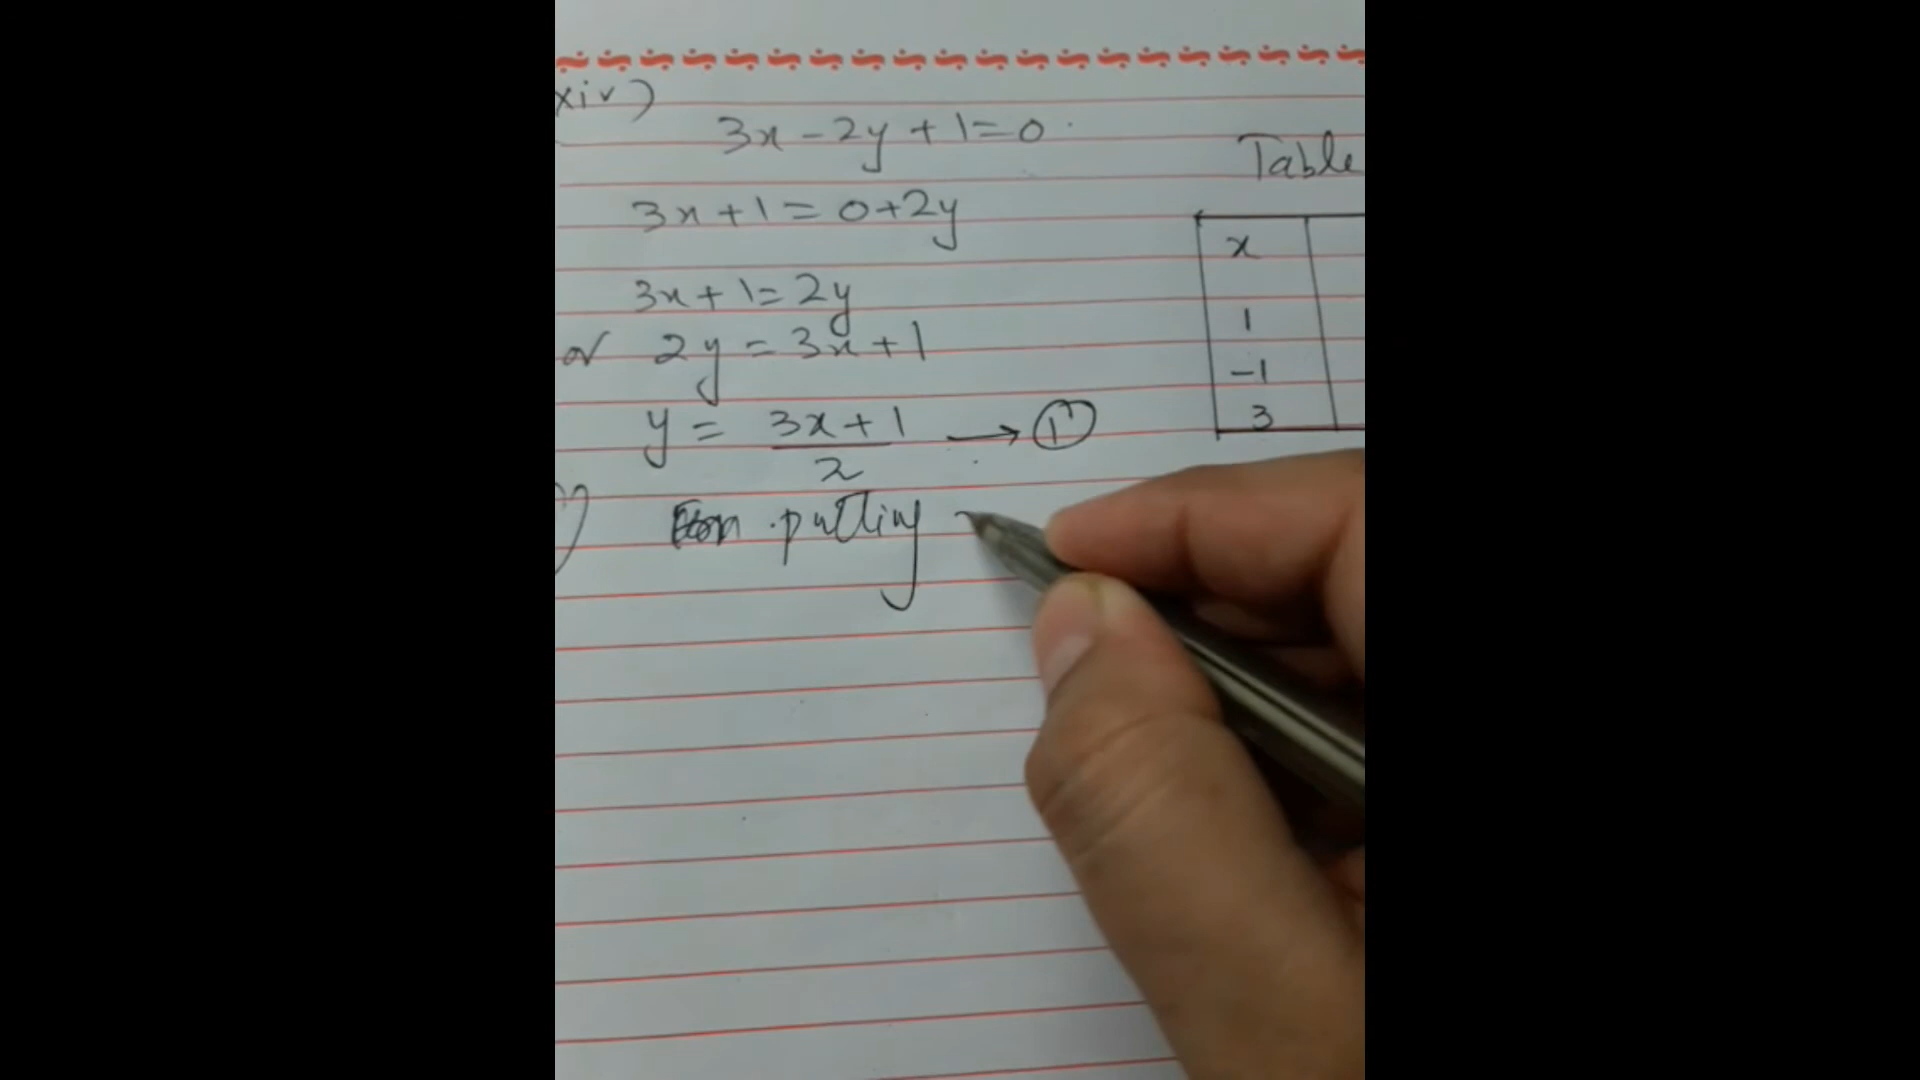 xiv)
3x - 2y + 1 = 0
3x + 1 = 0 + 2y
3x + 1 = 2y
or 2y = 3x + 1
y = 3x + 1 / 2 → 1
on putting
Table
x
1
-1
3